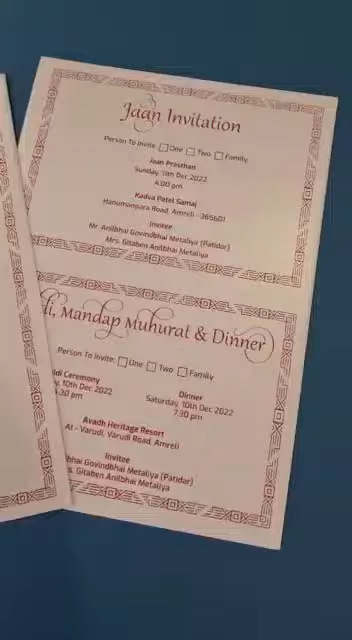 Jaan Invitation
Person To Invite One Two Family
Jaan Prasthan
Sunday, 11th Dec 2022
4:00 pm
Kadva Patel Samaj
Hanumanpara Road, Amreli - 365601
Invitee
Mr. Anilbhai Govindbhai Metaliya (Patidar)
Mrs. Gitaben Anilbhai Metaliya
Mandap Muhurat & Dinner
Person To Invite One Two Family
Ceremony
10th Dec 2022
Dinner
Saturday, 10th Dec 2022
7:30 pm
Avadh Heritage Resort
At - Varudi, Varudi Road, Amreli
Invitee
Govindbhai Metaliya (Patidar)
Gitaben Anilbhai Metaliya